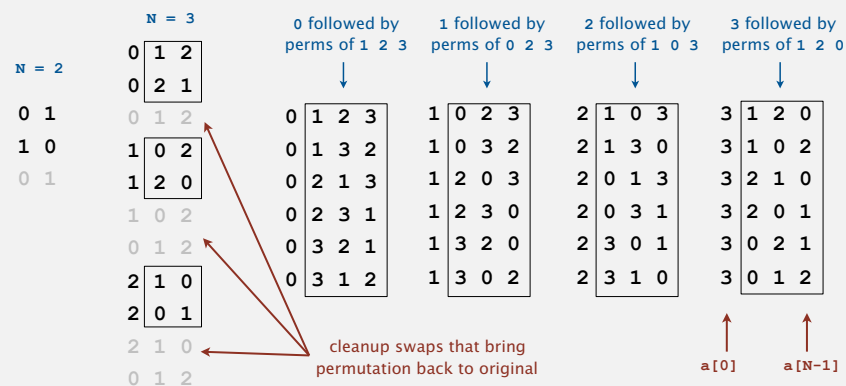 N = 2
0 1
1 0
0 1
N = 3
0 1 2
0 2 1
0 1 2
1 0 2
1 2 0
1 0 2
0 1 2
2 1 0
2 0 1
2 1 0
0 1 2
0 followed by
perms of 1 2 3
0 1 2 3
0 1 3 2
0 2 1 3
0 2 3 1
0 3 2 1
0 3 1 2
1 followed by
perms of 0 2 3
1 0 2 3
1 0 3 2
1 2 0 3
1 2 3 0
1 3 2 0
1 3 0 2
2 followed by
perms of 1 0 3
2 1 0 3
2 1 3 0
2 0 1 3
2 0 3 1
2 3 0 1
2 3 1 0
3 followed by
perms of 1 2 0
3 1 2 0
3 1 0 2
3 2 1 0
3 2 0 1
3 0 2 1
3 0 1 2
cleanup swaps that bring
permutation back to original
a[0]
a[N-1]